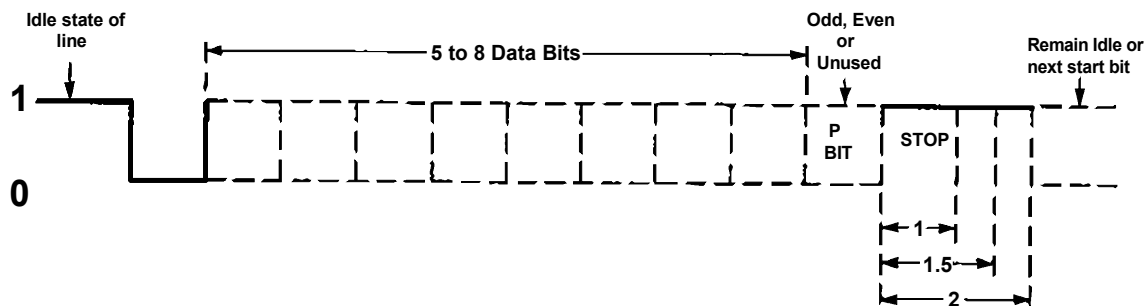 Idle state of
line
5 to 8 Data Bits
Odd, Even
or
Unused
Remain Idle or
next start bit
1
0
P
BIT
STOP
1
1.5
2